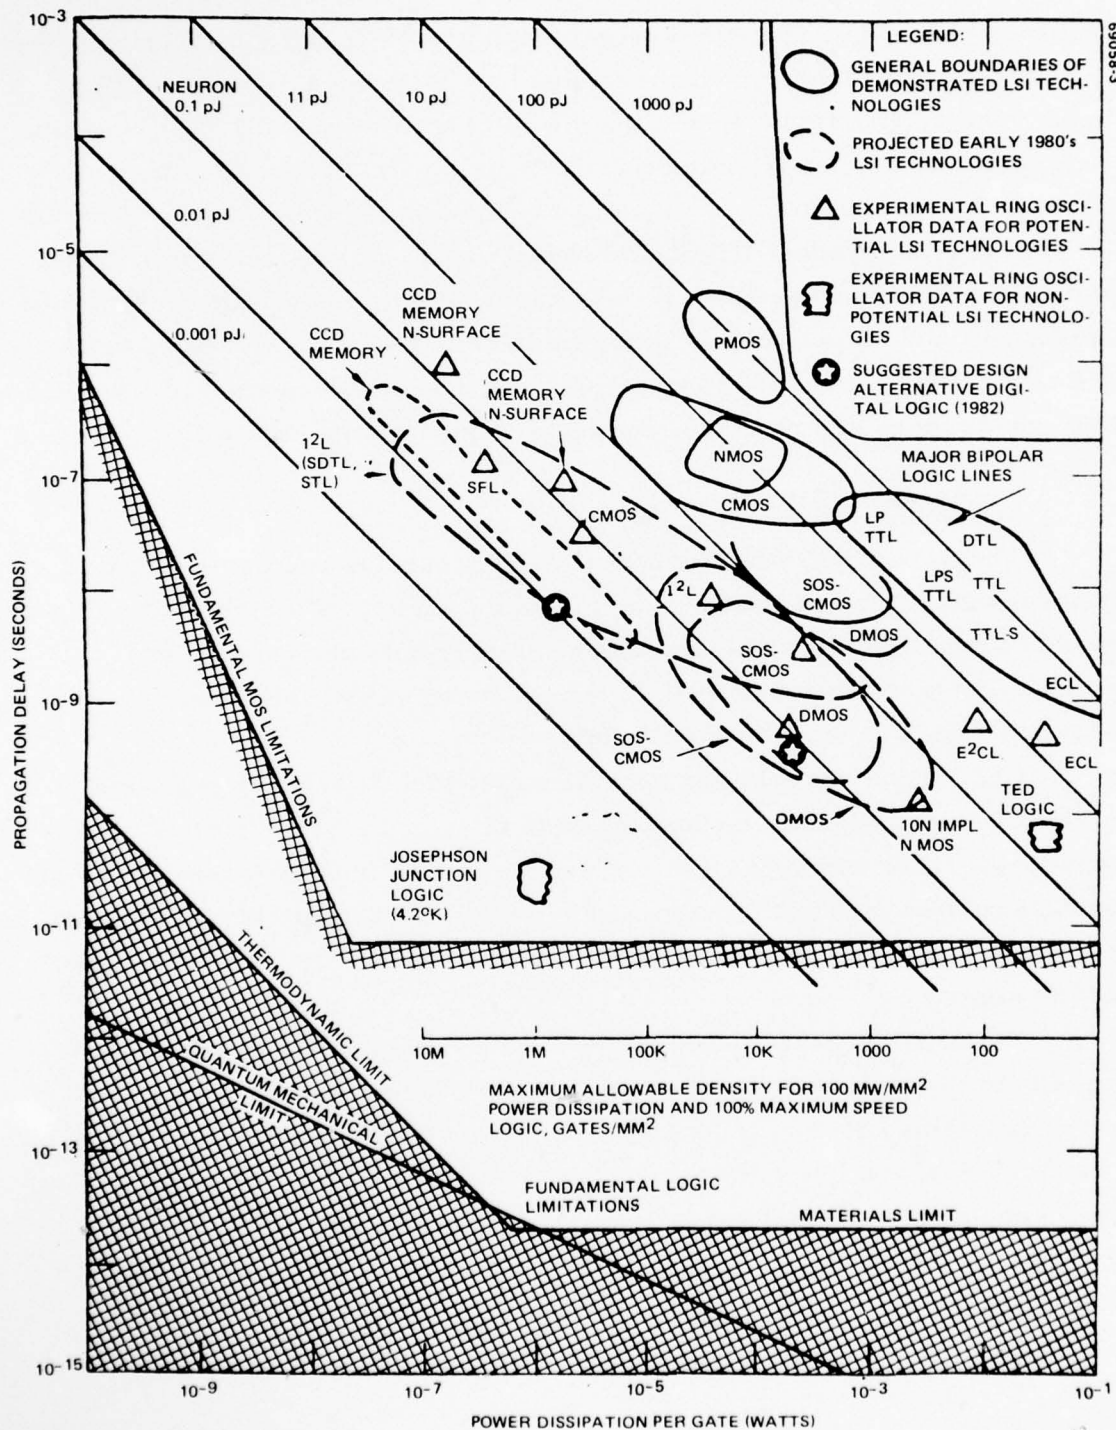 69058-3
LEGEND:
GENERAL BOUNDARIES OF
DEMONSTRATED LSI TECH-
NOLOGIES
PROJECTED EARLY 1980's
LSI TECHNOLOGIES
EXPERIMENTAL RING OSCI-
LLATOR DATA FOR POTEN-
TIAL LSI TECHNOLOGIES
EXPERIMENTAL RING OSCI-
LLATOR DATA FOR NON-
POTENTIAL LSI TECHNOLO-
GIES
SUGGESTED DESIGN
ALTERNATIVE DIGI-
TAL LOGIC (1982)
10-3
10-5
10-7
10-9
10-11
10-13
10-15
PROPAGATION DELAY (SECONDS)
NEURON
0.1 pJ
11 pJ
10 pJ
100 pJ
1000 pJ
0.01 pJ
0.001 pJ
CCD
MEMORY
N-SURFACE
CCD
MEMORY
CCD
MEMORY
N-SURFACE
PMOS
1²L
(SDTL,
STL)
SFL
CMOS
NMOS
CMOS
MAJOR BIPOLAR
LOGIC LINES
LP
TTL
DTL
LPS
TTL
TTL
TTL-S
ECL
1²L
SOS-
CMOS
DMOS
SOS-
CMOS
DMOS
SOS-
CMOS
DMOS
E²CL
ECL
TED
LOGIC
10N IMPL
N MOS
FUNDAMENTAL MOS LIMITATIONS
JOSEPHSON
JUNCTION
LOGIC
(4.2°K)
THERMODYNAMIC LIMIT
QUANTUM MECHANICAL
LIMIT
10M 1M 100K 10K 1000 100
MAXIMUM ALLOWABLE DENSITY FOR 100 MW/MM²
POWER DISSIPATION AND 100% MAXIMUM SPEED
LOGIC, GATES/MM²
FUNDAMENTAL LOGIC
LIMITATIONS
MATERIALS LIMIT
10-9 10-7 10-5 10-3 10-1
POWER DISSIPATION PER GATE (WATTS)